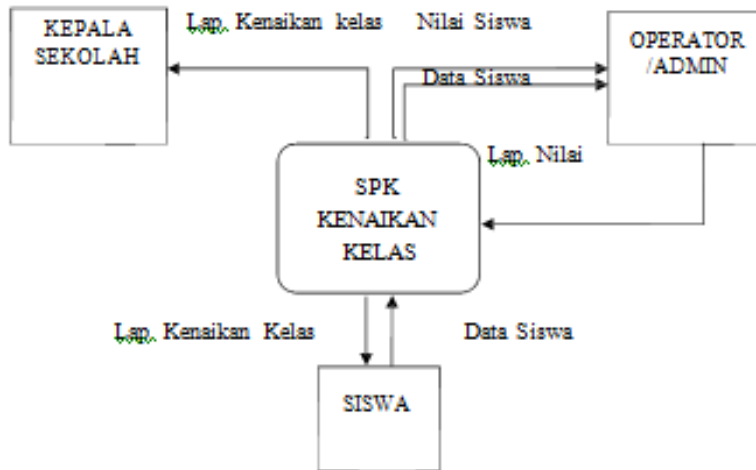 KEPALA
SEKOLAH
Lap. Kenaikan kelas
Nilai Siswa
Data Siswa
OPERATOR
/ADMIN
Lap. Nilai
SPK
KENAIKAN
KELAS
Lap. Kenaikan Kelas
Data Siswa
SISWA